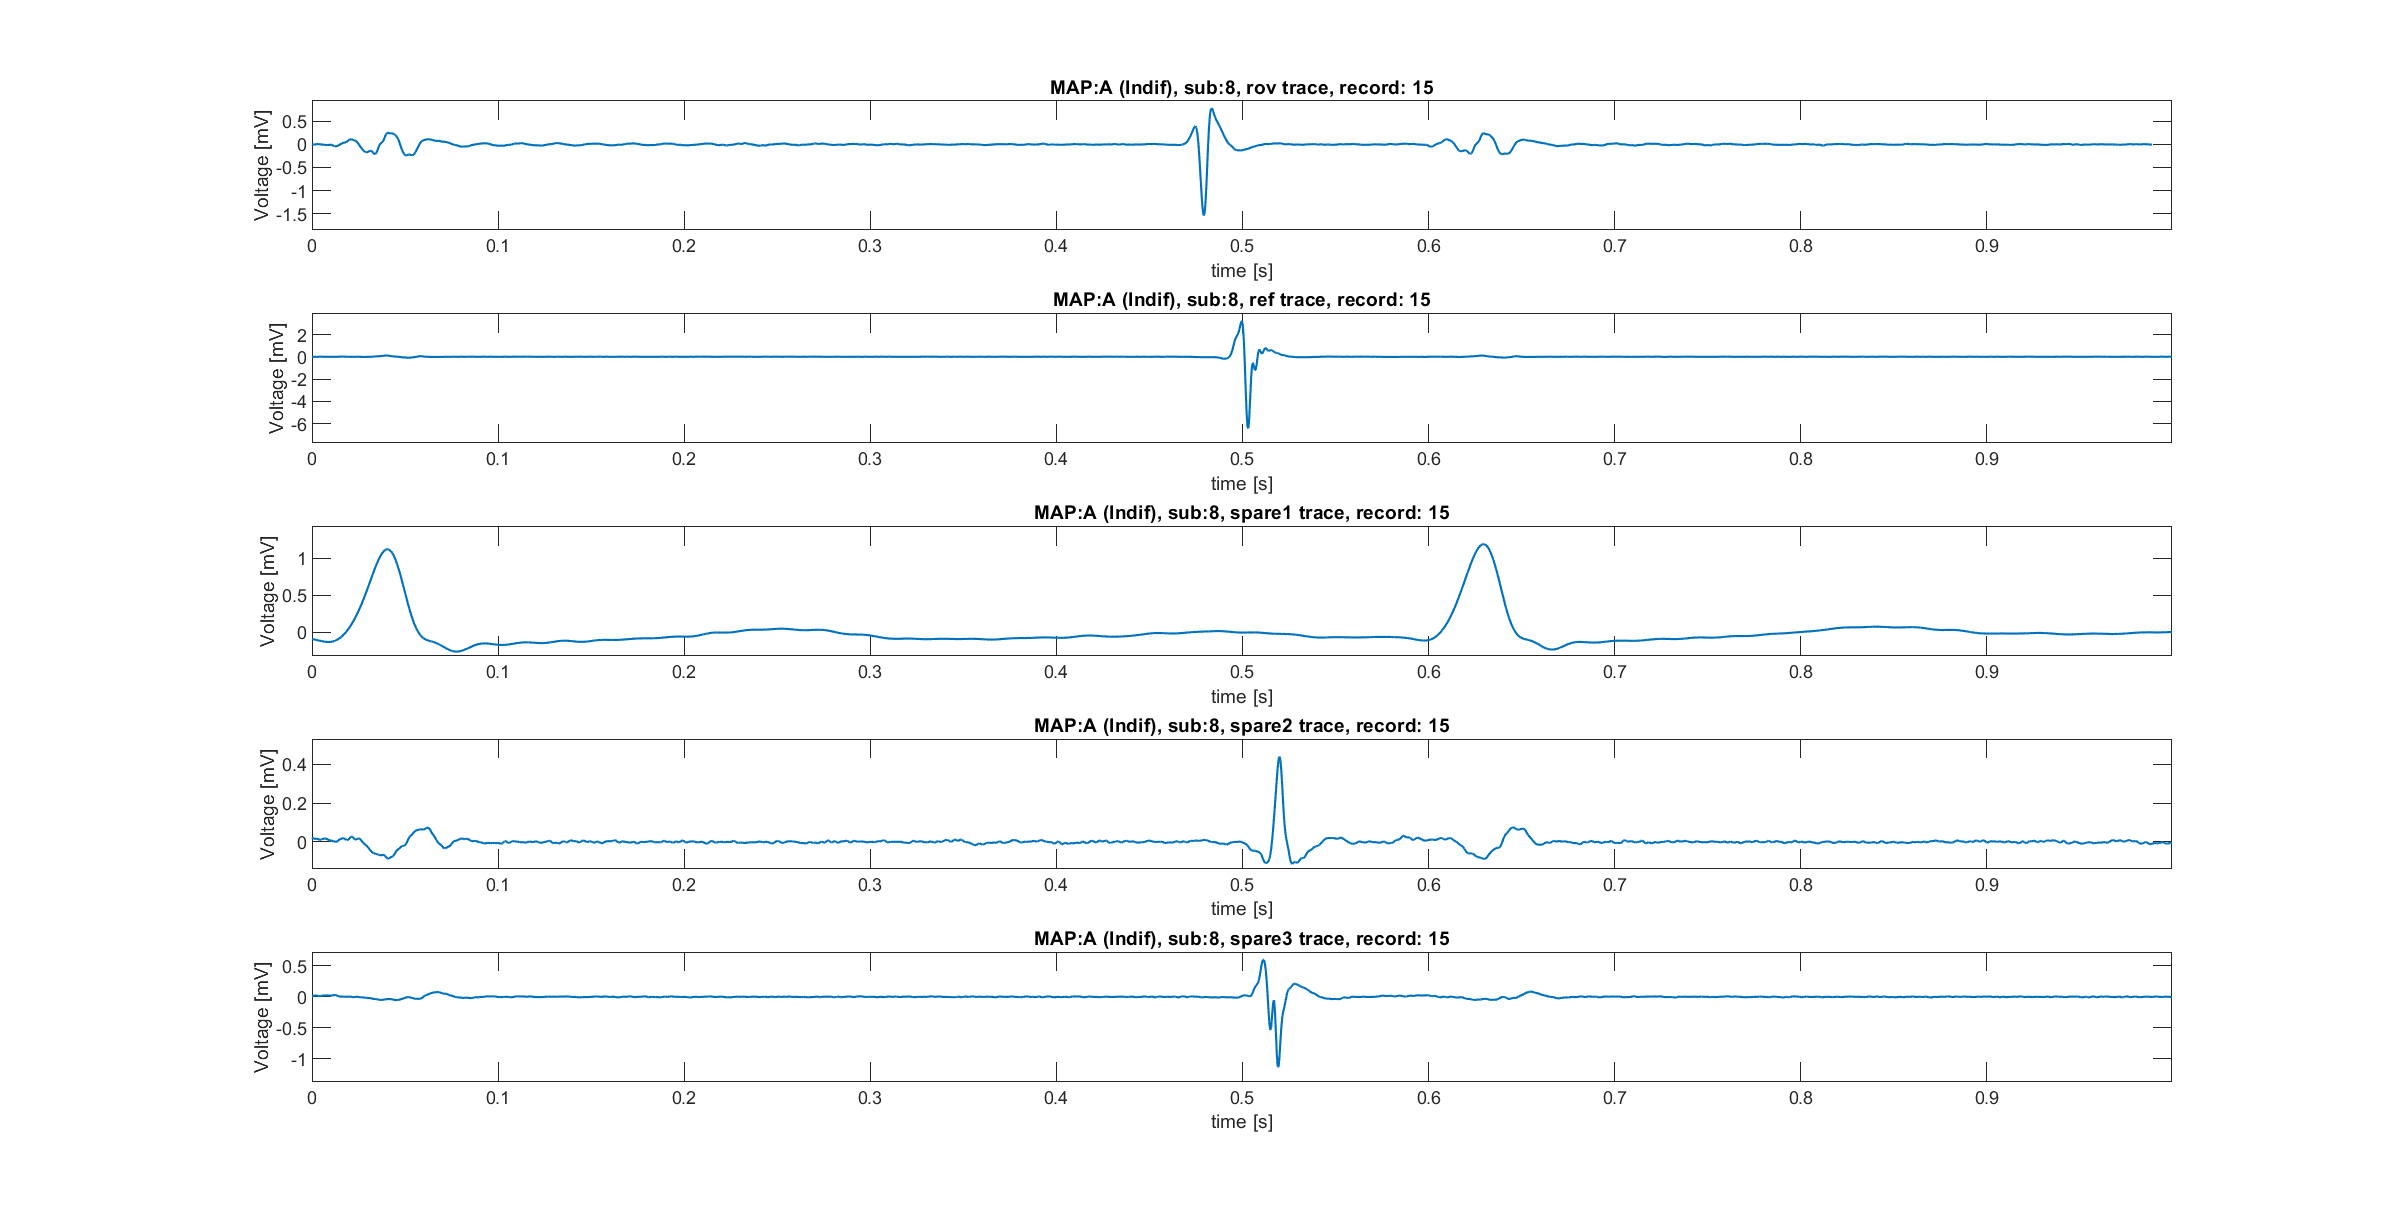 MAP:A (Indif), sub:8, rov trace, record: 15
Voltage [mV]
0.5
0
-0.5
-1
-1.5
0 0.1 0.2 0.3 0.4 0.5 0.6 0.7 0.8 0.9
time [s]
MAP:A (Indif), sub:8, ref trace, record: 15
Voltage [mV]
2
0
-2
-4
-6
0 0.1 0.2 0.3 0.4 0.5 0.6 0.7 0.8 0.9
time [s]
MAP:A (Indif), sub:8, spare1 trace, record: 15
Voltage [mV]
1
0.5
0
0 0.1 0.2 0.3 0.4 0.5 0.6 0.7 0.8 0.9
time [s]
MAP:A (Indif), sub:8, spare2 trace, record: 15
Voltage [mV]
0.4
0.2
0
0 0.1 0.2 0.3 0.4 0.5 0.6 0.7 0.8 0.9
time [s]
MAP:A (Indif), sub:8, spare3 trace, record: 15
Voltage [mV]
0.5
0
-0.5
-1
0 0.1 0.2 0.3 0.4 0.5 0.6 0.7 0.8 0.9
time [s]